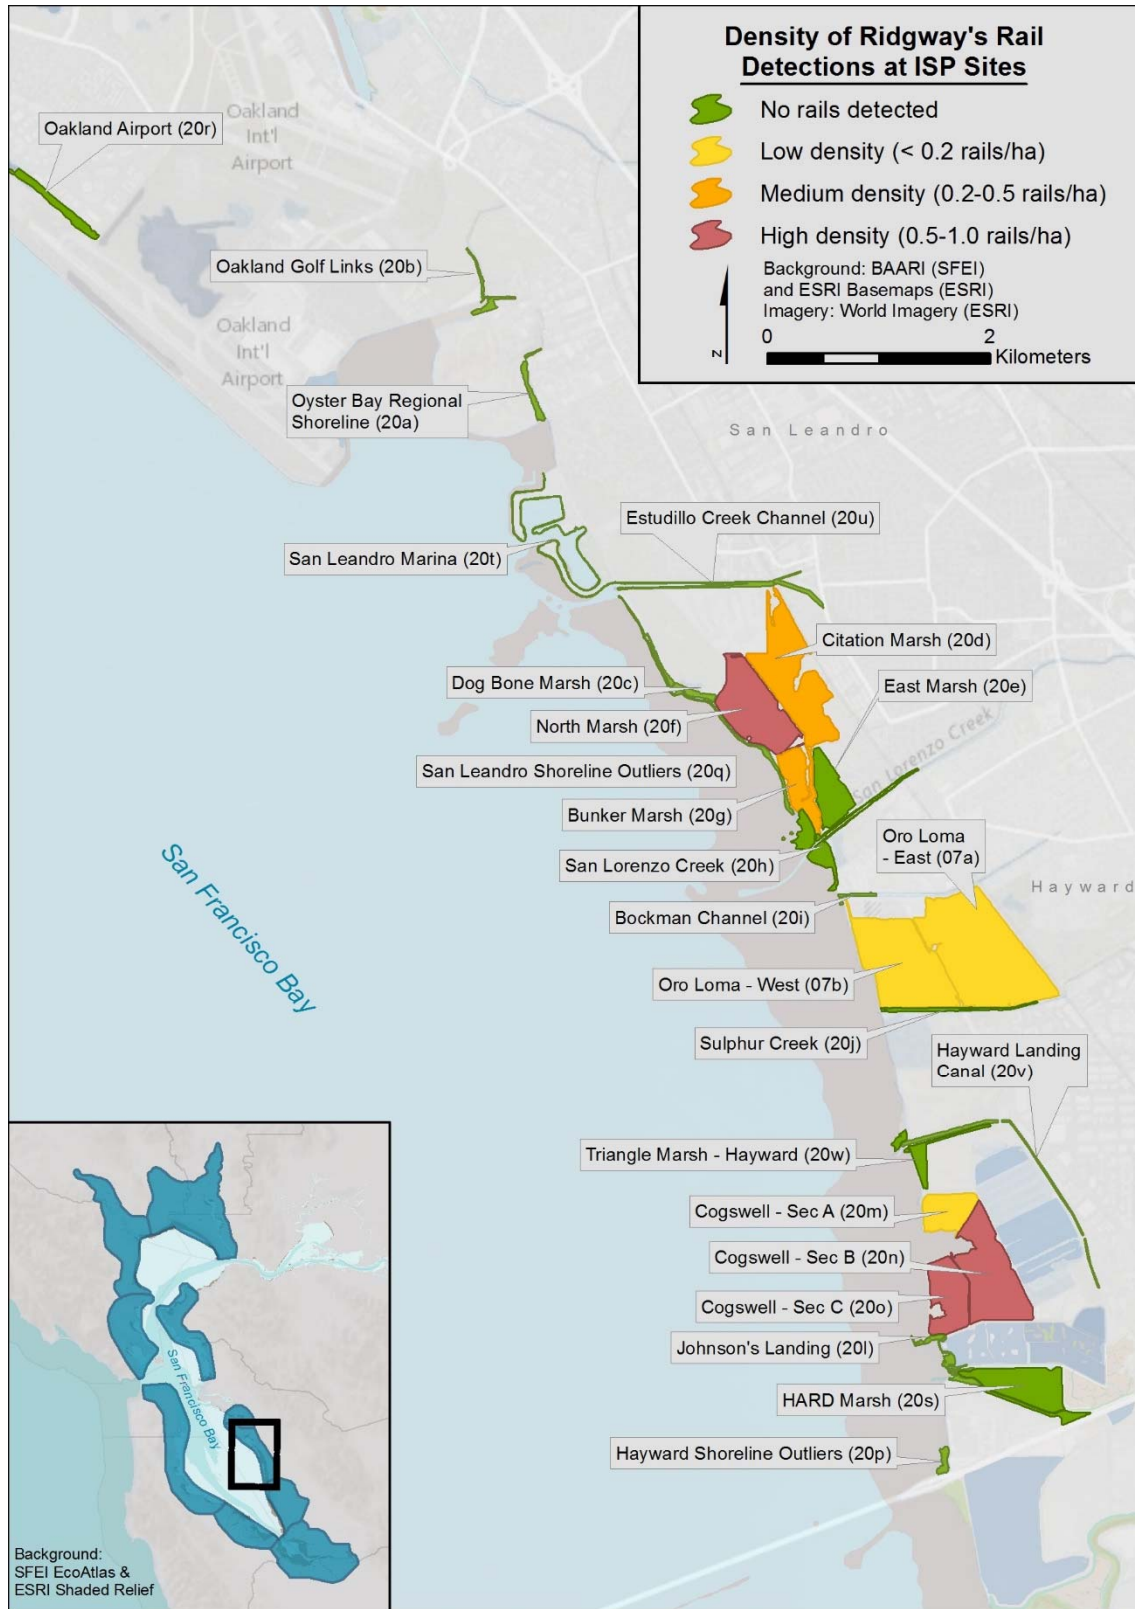 Density of Ridgway's Rail
Detections at ISP Sites
No rails detected
Low density (< 0.2 rails/ha)
Medium density (0.2-0.5 rails/ha)
High density (0.5-1.0 rails/ha)
Background: BAARI (SFEI)
and ESRI Basemaps (ESRI)
Imagery: World Imagery (ESRI)
N
0 2
Kilometers
Oakland
Int'l
Airport
Oakland Airport (20r)
Oakland Golf Links (20b)
Oakland
Int'l
Airport
Oyster Bay Regional
Shoreline (20a)
San Leandro
Estudillo Creek Channel (20u)
San Leandro Marina (20t)
Citation Marsh (20d)
Dog Bone Marsh (20c)
East Marsh (20e)
North Marsh (20f)
San Lorenzo Creek
San Leandro Shoreline Outliers (20q)
Bunker Marsh (20g)
Oro Loma
- East (07a)
San Lorenzo Creek (20h)
Hayward
Bockman Channel (20i)
San Francisco Bay
Oro Loma - West (07b)
Sulphur Creek (20j)
Hayward Landing
Canal (20v)
Triangle Marsh - Hayward (20w)
Cogswell - Sec A (20m)
Cogswell - Sec B (20n)
Cogswell - Sec C (20o)
Johnson's Landing (20l)
HARD Marsh (20s)
Hayward Shoreline Outliers (20p)
San Francisco Bay
Background:
SFEI EcoAtlas &
ESRI Shaded Relief